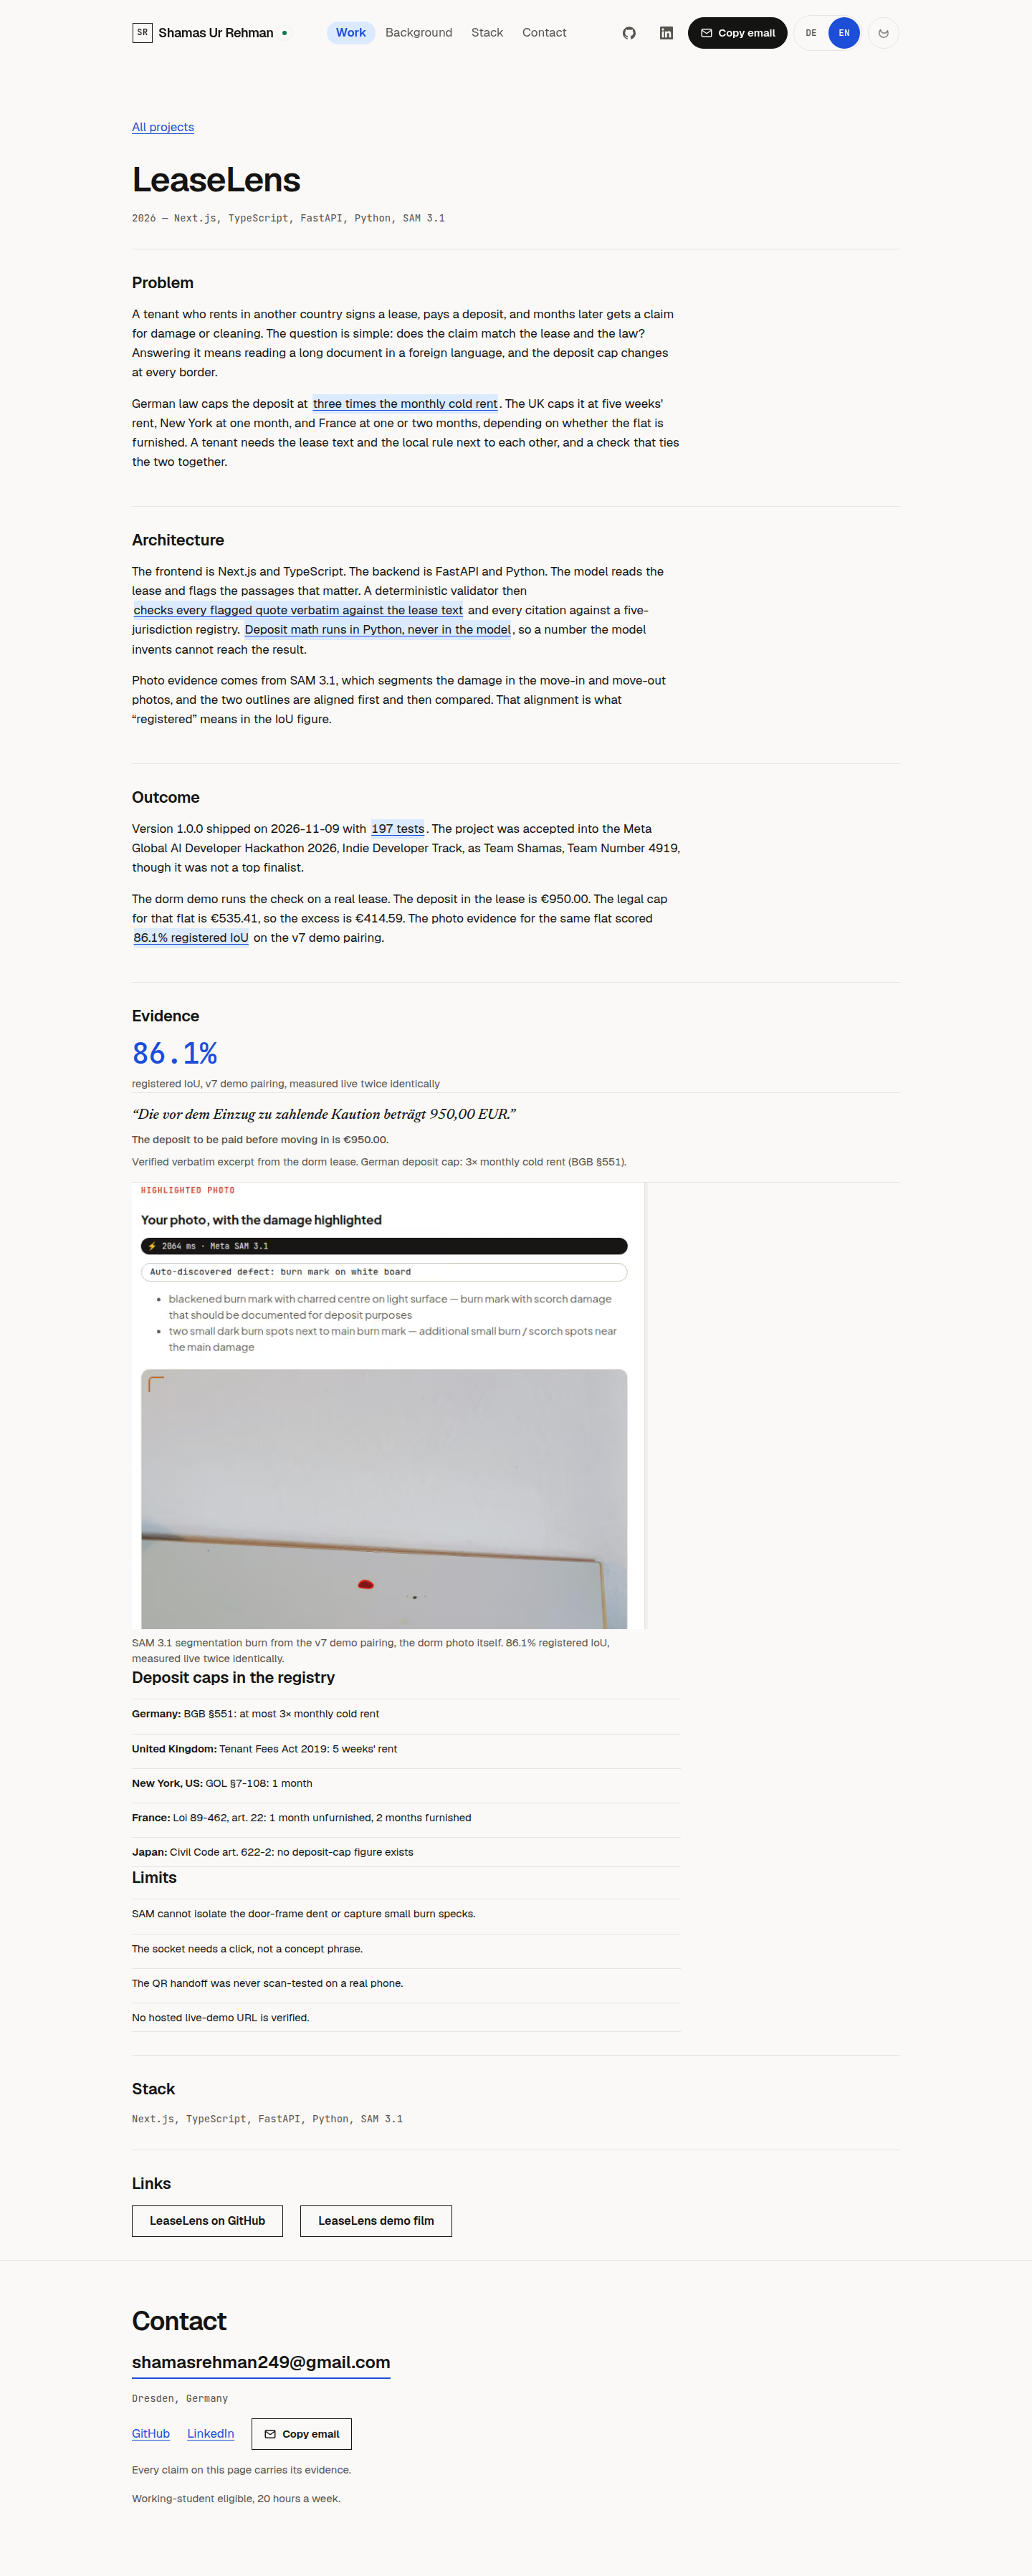 SR Shamas Ur Rehman Work Background Stack Contact Copy email DE EN
All projects
LeaseLens
2026 — Next.js, TypeScript, FastAPI, Python, SAM 3.1
Problem
A tenant who rents in another country signs a lease, pays a deposit, and months later gets a claim
for damage or cleaning. The question is simple: does the claim match the lease and the law?
Answering it means reading a long document in a foreign language, and the deposit cap changes
at every border.
German law caps the deposit at three times the monthly cold rent. The UK caps it at five weeks'
rent, New York at one month, and France at one or two months, depending on whether the flat is
furnished. A tenant needs the lease text and the local rule next to each other, and a check that ties
the two together.
Architecture
The frontend is Next.js and TypeScript. The backend is FastAPI and Python. The model reads the
lease and flags the passages that matter. A deterministic validator then
checks every flagged quote verbatim against the lease text and every citation against a five-
jurisdiction registry. Deposit math runs in Python, never in the model, so a number the model
invents cannot reach the result.
Photo evidence comes from SAM 3.1, which segments the damage in the move-in and move-out
photos, and the two outlines are aligned first and then compared. That alignment is what
“registered” means in the IoU figure.
Outcome
Version 1.0.0 shipped on 2026-11-09 with 197 tests. The project was accepted into the Meta
Global AI Developer Hackathon 2026, Indie Developer Track, as Team Shamas, Team Number 4919,
though it was not a top finalist.
The dorm demo runs the check on a real lease. The deposit in the lease is €950.00. The legal cap
for that flat is €535.41, so the excess is €414.59. The photo evidence for the same flat scored
86.1% registered IoU on the v7 demo pairing.
Evidence
86.1%
registered IoU, v7 demo pairing, measured live twice identically
“Die vor dem Einzug zu zahlende Kaution beträgt 950,00 EUR.”
The deposit to be paid before moving in is €950.00.
Verified verbatim excerpt from the dorm lease. German deposit cap: 3× monthly cold rent (BGB §551).
HIGHLIGHTED PHOTO
Your photo, with the damage highlighted
⚡ 2064 ms · Meta SAM 3.1
Auto-discovered defect: burn mark on white board
• blackened burn mark with charred centre on light surface — burn mark with scorch damage
that should be documented for deposit purposes
• two small dark burn spots next to main burn mark — additional small burn / scorch spots near
the main damage
SAM 3.1 segmentation burn from the v7 demo pairing, the dorm photo itself. 86.1% registered IoU,
measured live twice identically.
Deposit caps in the registry
Germany: BGB §551: at most 3× monthly cold rent
United Kingdom: Tenant Fees Act 2019: 5 weeks' rent
New York, US: GOL §7-108: 1 month
France: Loi 89-462, art. 22: 1 month unfurnished, 2 months furnished
Japan: Civil Code art. 622-2: no deposit-cap figure exists
Limits
SAM cannot isolate the door-frame dent or capture small burn specks.
The socket needs a click, not a concept phrase.
The QR handoff was never scan-tested on a real phone.
No hosted live-demo URL is verified.
Stack
Next.js, TypeScript, FastAPI, Python, SAM 3.1
Links
LeaseLens on GitHub LeaseLens demo film
Contact
shamasrehman249@gmail.com
Dresden, Germany
GitHub LinkedIn Copy email
Every claim on this page carries its evidence.
Working-student eligible, 20 hours a week.